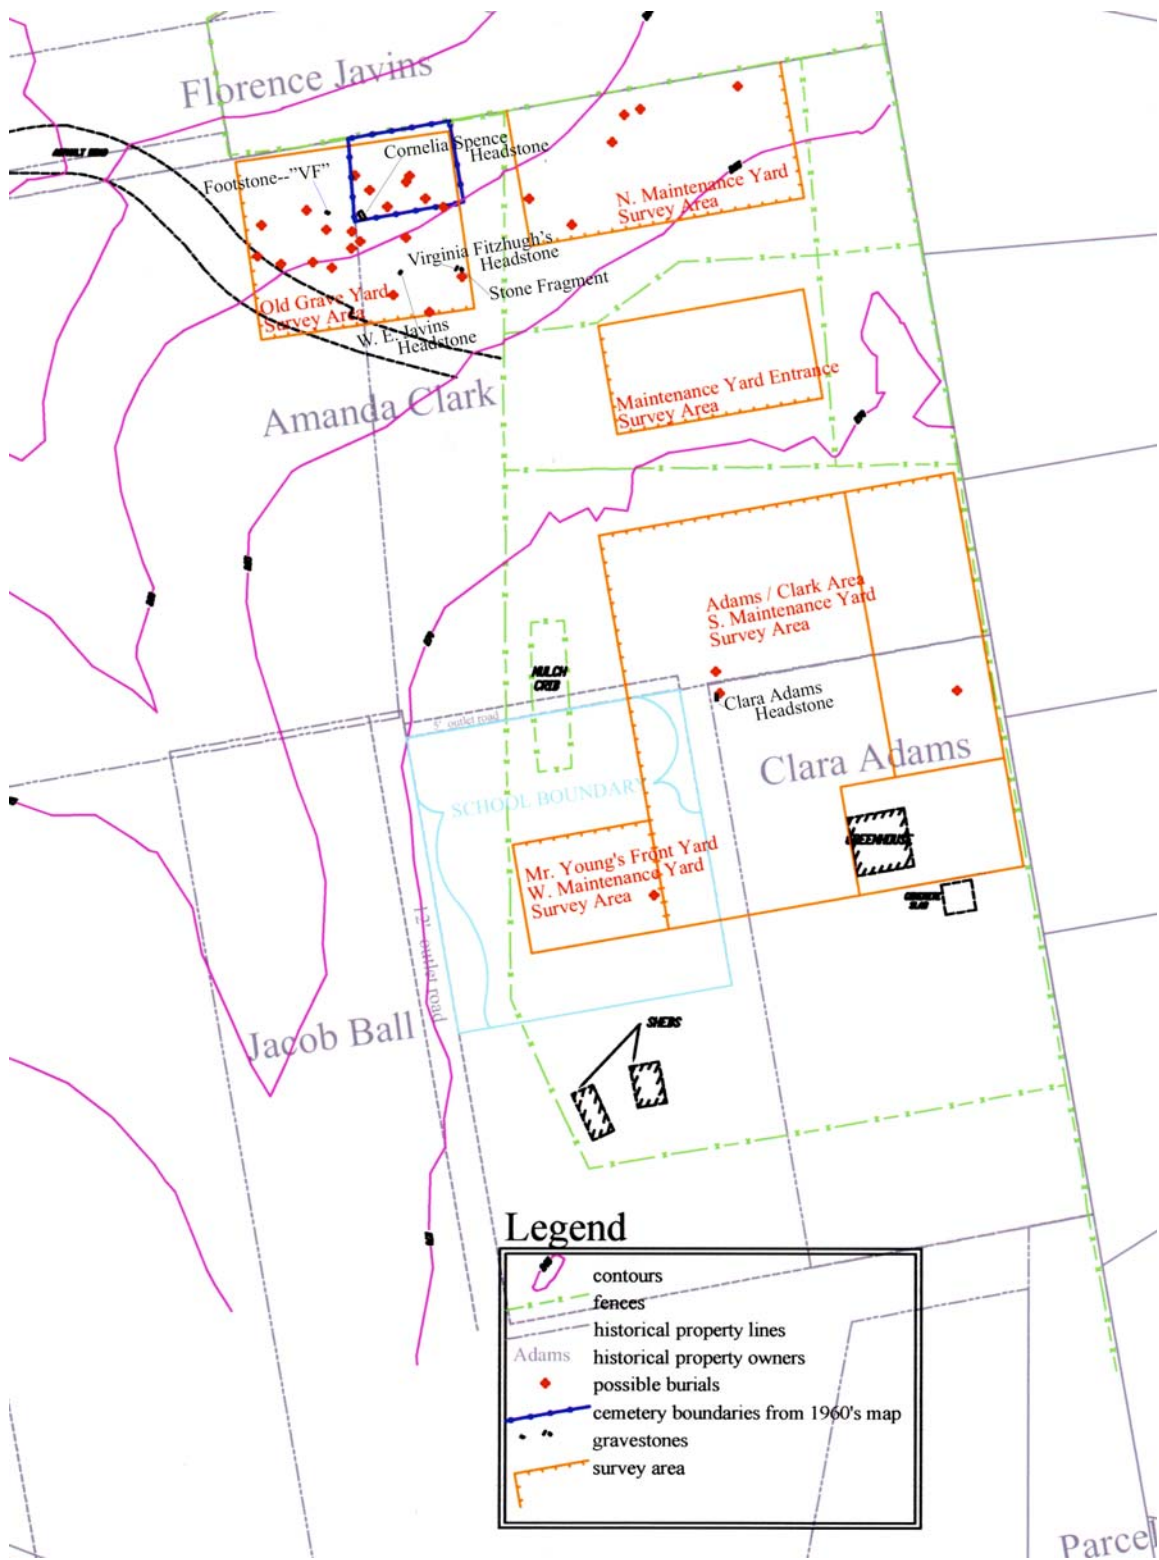 Florence Javins
Cornelia Spence
Headstone
Footstone--"VF"
N. Maintenance Yard
Survey Area
Virginia Fitzhugh's
Headstone
Stone Fragment
Old Grave Yard
Survey Area
W. E. Javins
Headstone
Maintenance Yard Entrance
Survey Area
Amanda Clark
Adams / Clark Area
S. Maintenance Yard
Survey Area
MULCH
CRIB
Clara Adams
Headstone
5' outlet road
Clara Adams
SCHOOL BOUNDARY
GREENHOUSE
Mr. Young's Front Yard
W. Maintenance Yard
Survey Area
CONCRETE
SLAB
12' outlet road
Jacob Ball
SHEDS
Legend
contours
fences
historical property lines
Adams historical property owners
possible burials
cemetery boundaries from 1960's map
gravestones
survey area
Parcel